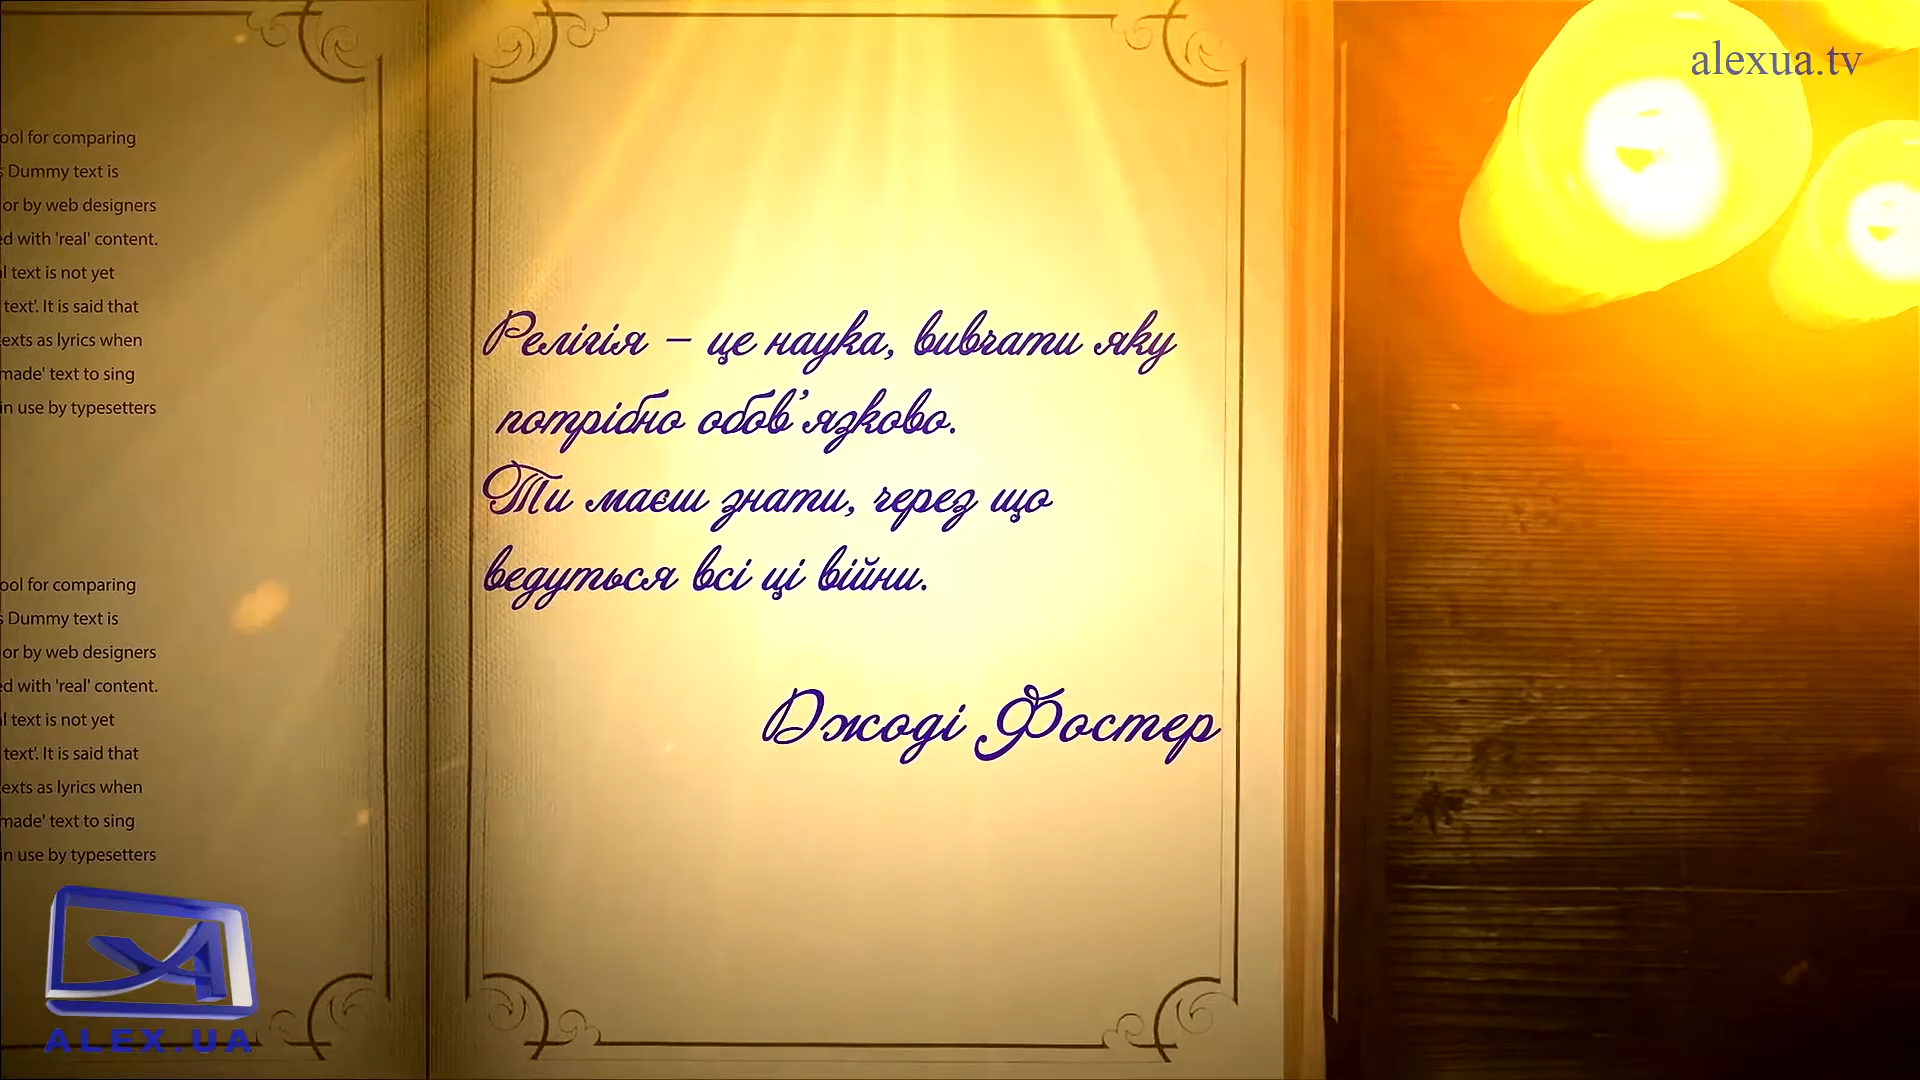 alexua.tv
ool for comparing
s Dummy text is
or by web designers
ed with 'real' content.
al text is not yet
text'. It is said that
exts as lyrics when
made' text to sing
in use by typesetters
ool for comparing
s Dummy text is
or by web designers
ed with 'real' content.
al text is not yet
text'. It is said that
exts as lyrics when
made' text to sing
in use by typesetters
Релігія – це наука, вивчати яку
потрібно обов'язково.
Ти маєш знати, через що
ведуться всі ці війни.
Джоді Фостер
ALEX.UA